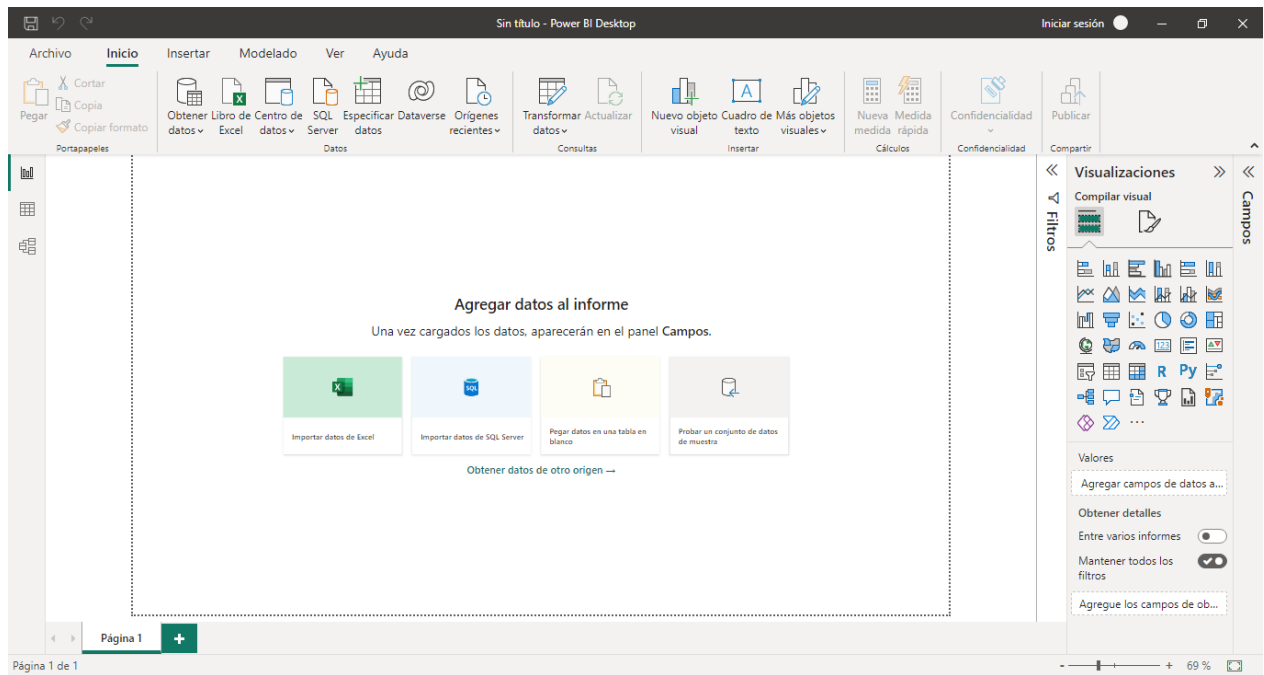 Sin título - Power BI Desktop
Iniciar sesión
Archivo Inicio Insertar Modelado Ver Ayuda
Pegar
Cortar
Copia
Copiar formato
Portapapeles
Obtener datos
Libro de Excel
Centro de datos
SQL Server
Especificar datos
Dataverse
Orígenes recientes
Datos
Transformar datos
Actualizar
Consultas
Nuevo objeto visual
Cuadro de texto
Más objetos visuales
Insertar
Nueva medida
Medida rápida
Cálculos
Confidencialidad
Confidencialidad
Publicar
Compartir
Agregar datos al informe
Una vez cargados los datos, aparecerán en el panel Campos.
Importar datos de Excel
Importar datos de SQL Server
Pegar datos en una tabla en
blanco
Probar un conjunto de datos
de muestra
Obtener datos de otro origen →
Filtros
Visualizaciones
Compilar visual
123
R Py
Valores
Agregar campos de datos a...
Obtener detalles
Entre varios informes
Mantener todos los
filtros
Agregue los campos de ob...
Campos
Página 1
+
Página 1 de 1
- + 69 %